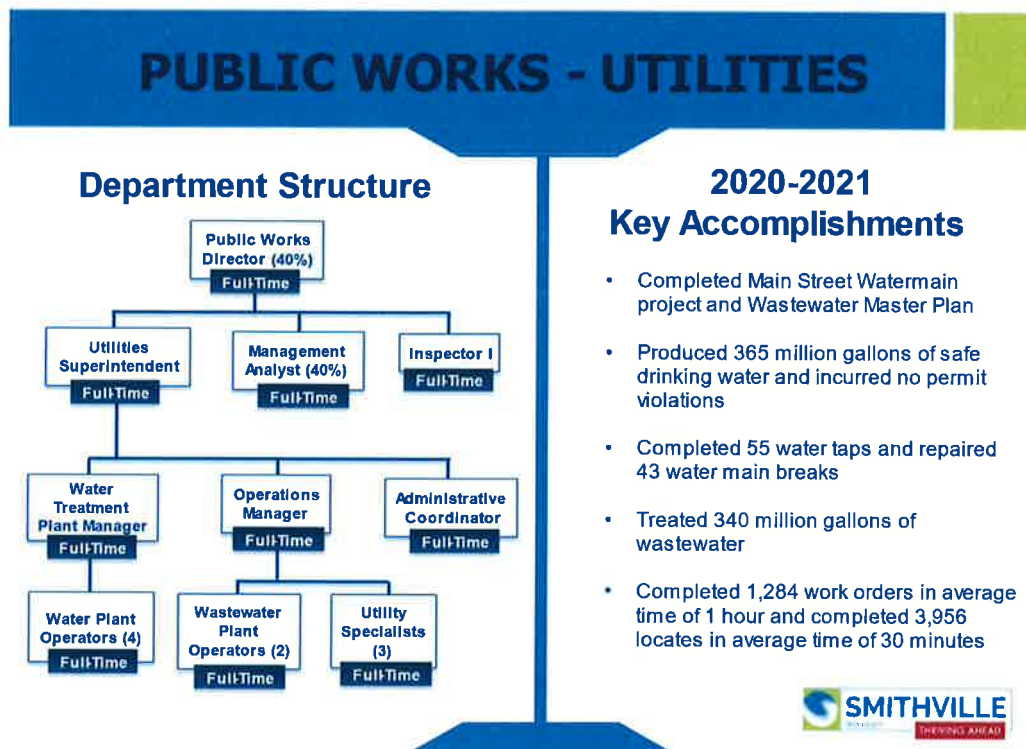 PUBLIC WORKS - UTILITIES
Department Structure
Public Works
Director (40%)
Full-Time
Utilities
Superintendent
Full-Time
Management
Analyst (40%)
Full-Time
Inspector I
Full-Time
Water
Treatment
Plant Manager
Full-Time
Operations
Manager
Full-Time
Administrative
Coordinator
Full-Time
Water Plant
Operators (4)
Full-Time
Wastewater
Plant
Operators (2)
Full-Time
Utility
Specialists
(3)
Full-Time
2020-2021
Key Accomplishments
• Completed Main Street Watermain
project and Wastewater Master Plan
• Produced 365 million gallons of safe
drinking water and incurred no permit
violations
• Completed 55 water taps and repaired
43 water main breaks
• Treated 340 million gallons of
wastewater
• Completed 1,284 work orders in average
time of 1 hour and completed 3,956
locates in average time of 30 minutes
SMITHVILLE
THRIVING AHEAD